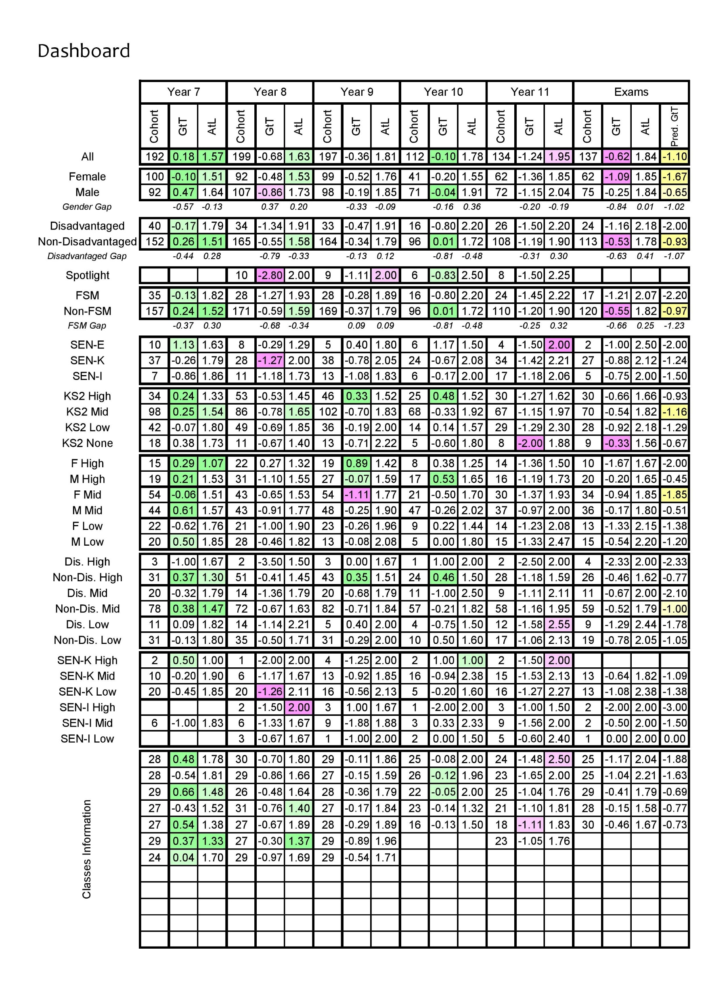 Dashboard
Year 7 Year 8 Year 9 Year 10 Year 11 Exams
Cohort GtT AtL Cohort GtT AtL Cohort GtT AtL Cohort GtT AtL Cohort GtT AtL Cohort GtT AtL Pred. GtT
All 192 0.18 1.57 199 -0.68 1.63 197 -0.36 1.81 112 -0.10 1.78 134 -1.24 1.95 137 -0.62 1.84 -1.10
Female 100 -0.10 1.51 92 -0.48 1.53 99 -0.52 1.76 41 -0.20 1.55 62 -1.36 1.85 62 -1.09 1.85 -1.67
Male 92 0.47 1.64 107 -0.86 1.73 98 -0.19 1.85 71 -0.04 1.91 72 -1.15 2.04 75 -0.25 1.84 -0.65
Gender Gap -0.57 -0.13 0.37 0.20 -0.33 -0.09 -0.16 0.36 -0.20 -0.19 -0.84 0.01 -1.02
Disadvantaged 40 -0.17 1.79 34 -1.34 1.91 33 -0.47 1.91 16 -0.80 2.20 26 -1.50 2.20 24 -1.16 2.18 -2.00
Non-Disadvantaged 152 0.26 1.51 165 -0.55 1.58 164 -0.34 1.79 96 0.01 1.72 108 -1.19 1.90 113 -0.53 1.78 -0.93
Disadvantaged Gap -0.44 0.28 -0.79 -0.33 -0.13 0.12 -0.81 -0.48 -0.31 0.30 -0.63 0.41 -1.07
Spotlight 10 -2.80 2.00 9 -1.11 2.00 6 -0.83 2.50 8 -1.50 2.25
FSM 35 -0.13 1.82 28 -1.27 1.93 28 -0.28 1.89 16 -0.80 2.20 24 -1.45 2.22 17 -1.21 2.07 -2.20
Non-FSM 157 0.24 1.52 171 -0.59 1.59 169 -0.37 1.79 96 0.01 1.72 110 -1.20 1.90 120 -0.55 1.82 -0.97
FSM Gap -0.37 0.30 -0.68 -0.34 0.09 0.09 -0.81 -0.48 -0.25 0.32 -0.66 0.25 -1.23
SEN-E 10 1.13 1.63 8 -0.29 1.29 5 0.40 1.80 6 1.17 1.50 4 -1.50 2.00 2 -1.00 2.50 -2.00
SEN-K 37 -0.26 1.79 28 -1.27 2.00 38 -0.78 2.05 24 -0.67 2.08 34 -1.42 2.21 27 -0.88 2.12 -1.24
SEN-I 7 -0.86 1.86 11 -1.18 1.73 13 -1.08 1.83 6 -0.17 2.00 17 -1.18 2.06 5 -0.75 2.00 -1.50
KS2 High 34 0.24 1.33 53 -0.53 1.45 46 0.33 1.52 25 0.48 1.52 30 -1.27 1.62 30 -0.66 1.66 -0.93
KS2 Mid 98 0.25 1.54 86 -0.78 1.65 102 -0.70 1.83 68 -0.33 1.92 67 -1.15 1.97 70 -0.54 1.82 -1.16
KS2 Low 42 -0.07 1.80 49 -0.69 1.85 36 -0.19 2.00 14 0.14 1.57 29 -1.29 2.30 28 -0.92 2.18 -1.29
KS2 None 18 0.38 1.73 11 -0.67 1.40 13 -0.71 2.22 5 -0.60 1.80 8 -2.00 1.88 9 -0.33 1.56 -0.67
F High 15 0.29 1.07 22 0.27 1.32 19 0.89 1.42 8 0.38 1.25 14 -1.36 1.50 10 -1.67 1.67 -2.00
M High 19 0.21 1.53 31 -1.10 1.55 27 -0.07 1.59 17 0.53 1.65 16 -1.19 1.73 20 -0.20 1.65 -0.45
F Mid 54 -0.06 1.51 43 -0.65 1.53 54 -1.11 1.77 21 -0.50 1.70 30 -1.37 1.93 34 -0.94 1.85 -1.85
M Mid 44 0.61 1.57 43 -0.91 1.77 48 -0.25 1.90 47 -0.26 2.02 37 -0.97 2.00 36 -0.17 1.80 -0.51
F Low 22 -0.62 1.76 21 -1.00 1.90 23 -0.26 1.96 9 0.22 1.44 14 -1.23 2.08 13 -1.33 2.15 -1.38
M Low 20 0.50 1.85 28 -0.46 1.82 13 -0.08 2.08 5 0.00 1.80 15 -1.33 2.47 15 -0.54 2.20 -1.20
Dis. High 3 -1.00 1.67 2 -3.50 1.50 3 0.00 1.67 1 1.00 2.00 2 -2.50 2.00 4 -2.33 2.00 -2.33
Non-Dis. High 31 0.37 1.30 51 -0.41 1.45 43 0.35 1.51 24 0.46 1.50 28 -1.18 1.59 26 -0.46 1.62 -0.77
Dis. Mid 20 -0.32 1.79 14 -1.36 1.79 20 -0.68 1.79 11 -1.00 2.50 9 -1.11 2.11 11 -0.67 2.00 -2.10
Non-Dis. Mid 78 0.38 1.47 72 -0.67 1.63 82 -0.71 1.84 57 -0.21 1.82 58 -1.16 1.95 59 -0.52 1.79 -1.00
Dis. Low 11 0.09 1.82 14 -1.14 2.21 5 0.40 2.00 4 -0.75 1.50 12 -1.58 2.55 9 -1.29 2.44 -1.78
Non-Dis. Low 31 -0.13 1.80 35 -0.50 1.71 31 -0.29 2.00 10 0.50 1.60 17 -1.06 2.13 19 -0.78 2.05 -1.05
SEN-K High 2 0.50 1.00 1 -2.00 2.00 4 -1.25 2.00 2 1.00 1.00 2 -1.50 2.00
SEN-K Mid 10 -0.20 1.90 6 -1.17 1.67 13 -0.92 1.85 16 -0.94 2.38 15 -1.53 2.13 13 -0.64 1.82 -1.09
SEN-K Low 20 -0.45 1.85 20 -1.26 2.11 16 -0.56 2.13 5 -0.20 1.60 16 -1.27 2.27 13 -1.08 2.38 -1.38
SEN-I High 2 -1.50 2.00 3 1.00 1.67 1 -2.00 2.00 3 -1.00 1.50 2 -2.00 2.00 -3.00
SEN-I Mid 6 -1.00 1.83 6 -1.33 1.67 9 -1.88 1.88 3 0.33 2.33 9 -1.56 2.00 2 -0.50 2.00 -1.50
SEN-I Low 3 -0.67 1.67 1 -1.00 2.00 2 0.00 1.50 5 -0.60 2.40 1 0.00 2.00 0.00
Classes Information
28 0.48 1.78 30 -0.70 1.80 29 -0.11 1.86 25 -0.08 2.00 24 -1.48 2.50 25 -1.17 2.04 -1.88
28 -0.54 1.81 29 -0.86 1.66 27 -0.15 1.59 26 -0.12 1.96 23 -1.65 2.00 25 -1.04 2.21 -1.63
29 0.66 1.48 26 -0.48 1.64 28 -0.36 1.79 22 -0.05 2.00 25 -1.04 1.76 29 -0.41 1.79 -0.69
27 -0.43 1.52 31 -0.76 1.40 27 -0.17 1.84 23 -0.14 1.32 21 -1.10 1.81 28 -0.15 1.58 -0.77
27 0.54 1.38 27 -0.67 1.89 28 -0.29 1.89 16 -0.13 1.50 18 -1.11 1.83 30 -0.46 1.67 -0.73
29 0.37 1.33 27 -0.30 1.37 29 -0.89 1.96 23 -1.05 1.76
24 0.04 1.70 29 -0.97 1.69 29 -0.54 1.71